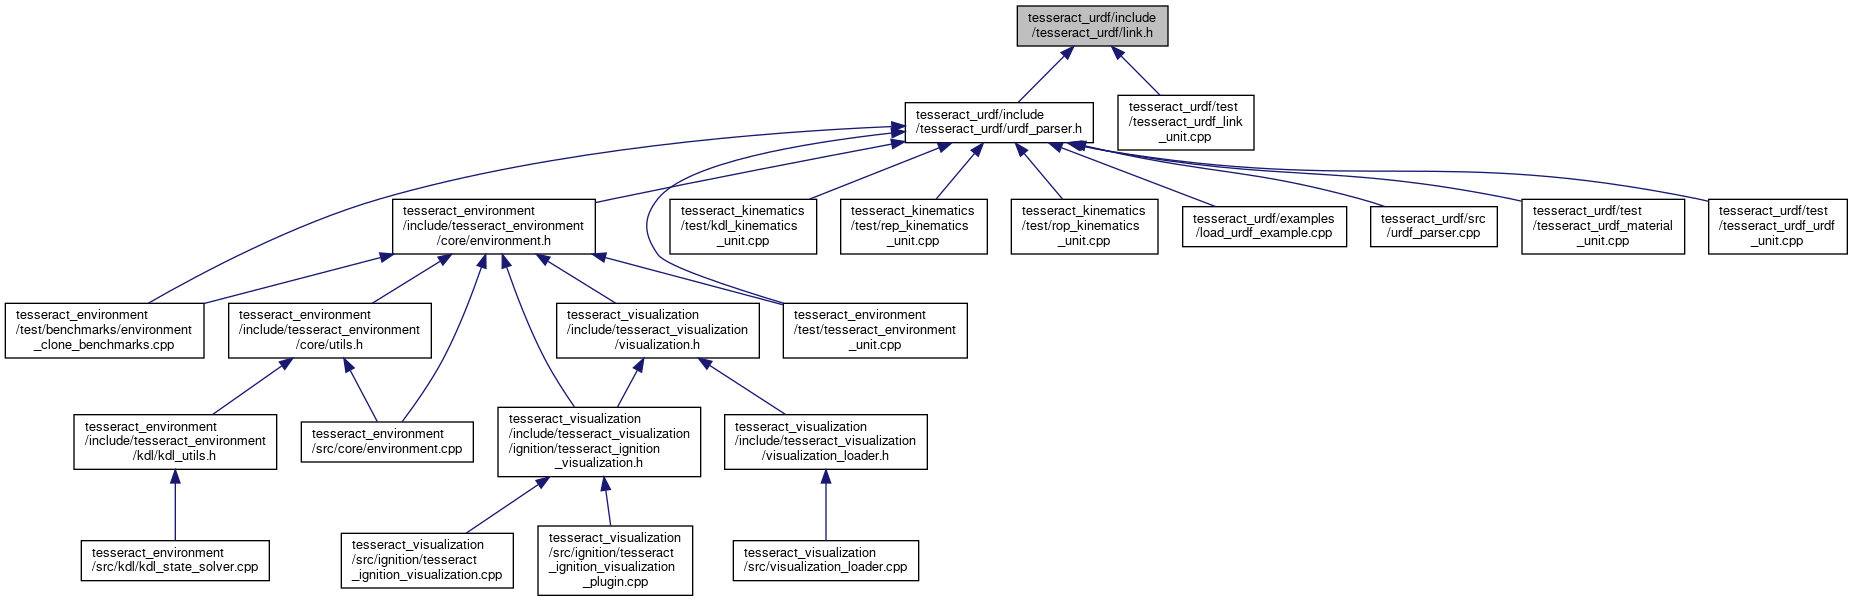 tesseract_urdf/include
/tesseract_urdf/link.h
tesseract_urdf/include
/tesseract_urdf/urdf_parser.h
tesseract_urdf/test
/tesseract_urdf_link
_unit.cpp
tesseract_environment
/include/tesseract_environment
/core/environment.h
tesseract_kinematics
/test/kdl_kinematics
_unit.cpp
tesseract_kinematics
/test/rep_kinematics
_unit.cpp
tesseract_kinematics
/test/rop_kinematics
_unit.cpp
tesseract_urdf/examples
/load_urdf_example.cpp
tesseract_urdf/src
/urdf_parser.cpp
tesseract_urdf/test
/tesseract_urdf_material
_unit.cpp
tesseract_urdf/test
/tesseract_urdf_urdf
_unit.cpp
tesseract_environment
/test/benchmarks/environment
_clone_benchmarks.cpp
tesseract_environment
/include/tesseract_environment
/core/utils.h
tesseract_visualization
/include/tesseract_visualization
/visualization.h
tesseract_environment
/test/tesseract_environment
_unit.cpp
tesseract_environment
/include/tesseract_environment
/kdl/kdl_utils.h
tesseract_environment
/src/core/environment.cpp
tesseract_visualization
/include/tesseract_visualization
/ignition/tesseract_ignition
_visualization.h
tesseract_visualization
/include/tesseract_visualization
/visualization_loader.h
tesseract_environment
/src/kdl/kdl_state_solver.cpp
tesseract_visualization
/src/ignition/tesseract
_ignition_visualization.cpp
tesseract_visualization
/src/ignition/tesseract
_ignition_visualization
_plugin.cpp
tesseract_visualization
/src/visualization_loader.cpp